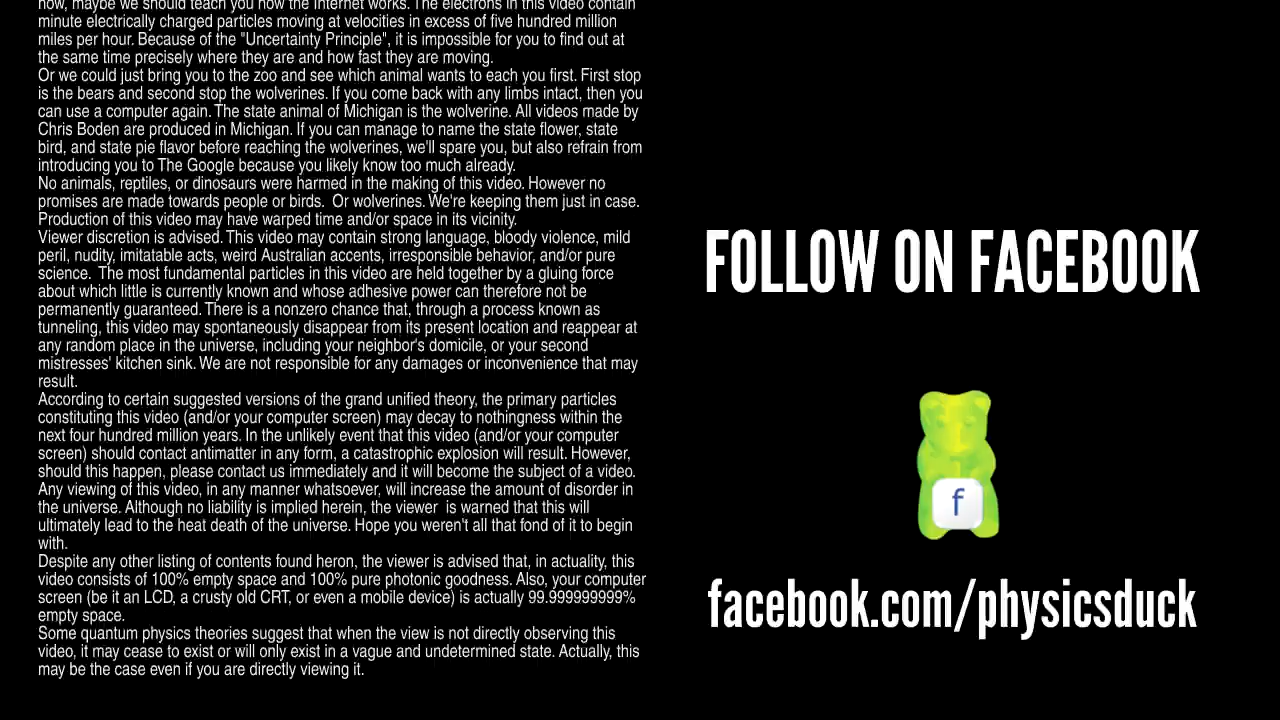 now, maybe we should teach you how the internet works. The electrons in this video contain
minute electrically charged particles moving at velocities in excess of five hundred million
miles per hour. Because of the "Uncertainty Principle", it is impossible for you to find out at
the same time precisely where they are and how fast they are moving.
Or we could just bring you to the zoo and see which animal wants to each you first. First stop
is the bears and second stop the wolverines. If you come back with any limbs intact, then you
can use a computer again. The state animal of Michigan is the wolverine. All videos made by
Chris Boden are produced in Michigan. If you can manage to name the state flower, state
bird, and state pie flavor before reaching the wolverines, we'll spare you, but also refrain from
introducing you to The Google because you likely know too much already.
No animals, reptiles, or dinosaurs were harmed in the making of this video. However no
promises are made towards people or birds.  Or wolverines. We're keeping them just in case.
Production of this video may have warped time and/or space in its vicinity.
Viewer discretion is advised. This video may contain strong language, bloody violence, mild
peril, nudity, imitatable acts, weird Australian accents, irresponsible behavior, and/or pure
science.  The most fundamental particles in this video are held together by a gluing force
about which little is currently known and whose adhesive power can therefore not be
permanently guaranteed. There is a nonzero chance that, through a process known as
tunneling, this video may spontaneously disappear from its present location and reappear at
any random place in the universe, including your neighbor's domicile, or your second
mistresses' kitchen sink. We are not responsible for any damages or inconvenience that may
result.
According to certain suggested versions of the grand unified theory, the primary particles
constituting this video (and/or your computer screen) may decay to nothingness within the
next four hundred million years. In the unlikely event that this video (and/or your computer
screen) should contact antimatter in any form, a catastrophic explosion will result. However,
should this happen, please contact us immediately and it will become the subject of a video.
Any viewing of this video, in any manner whatsoever, will increase the amount of disorder in
the universe. Although no liability is implied herein, the viewer  is warned that this will
ultimately lead to the heat death of the universe. Hope you weren't all that fond of it to begin
with.
Despite any other listing of contents found heron, the viewer is advised that, in actuality, this
video consists of 100% empty space and 100% pure photonic goodness. Also, your computer
screen (be it an LCD, a crusty old CRT, or even a mobile device) is actually 99.999999999%
empty space.
Some quantum physics theories suggest that when the view is not directly observing this
video, it may cease to exist or will only exist in a vague and undetermined state. Actually, this
may be the case even if you are directly viewing it.
FOLLOW ON FACEBOOK
f
facebook.com/physicsduck